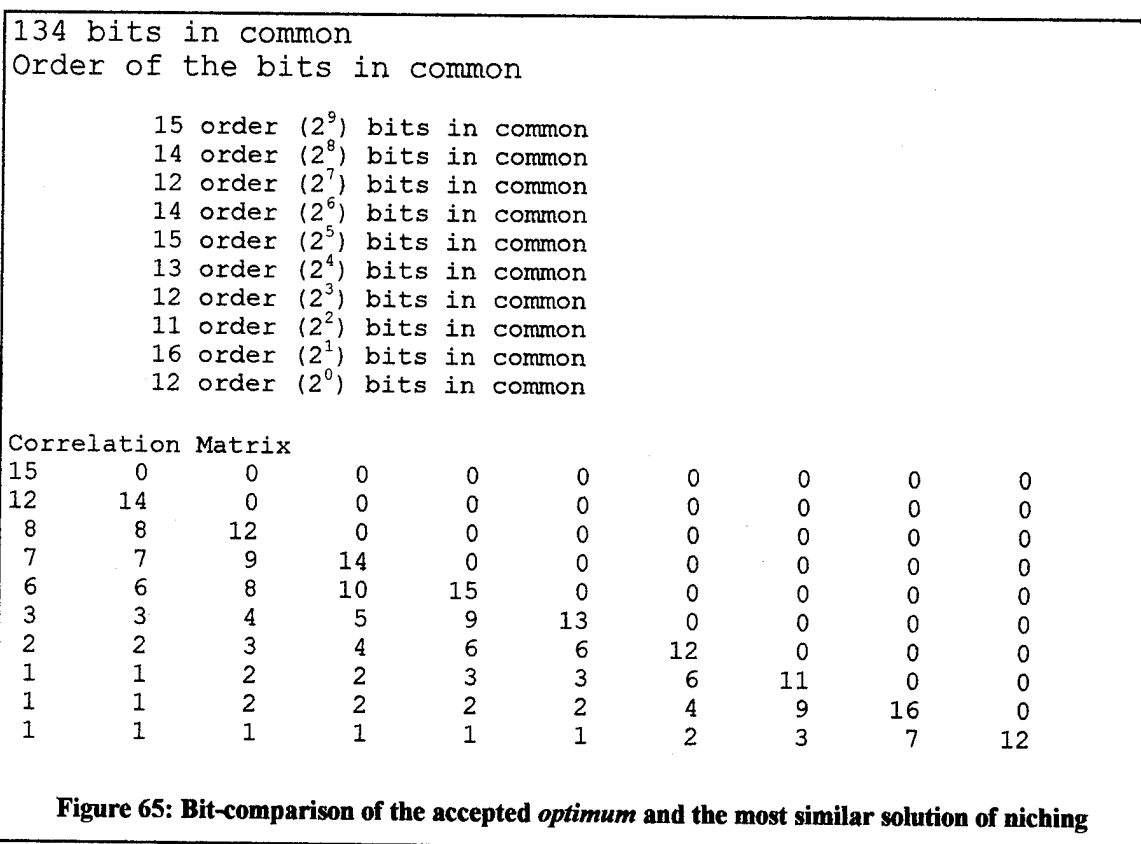 134 bits in common
Order of the bits in common
15 order (2⁹) bits in common
14 order (2⁸) bits in common
12 order (2⁷) bits in common
14 order (2⁶) bits in common
15 order (2⁵) bits in common
13 order (2⁴) bits in common
12 order (2³) bits in common
11 order (2²) bits in common
16 order (2¹) bits in common
12 order (2⁰) bits in common
Correlation Matrix
15 0 0 0 0 0 0 0 0 0
12 14 0 0 0 0 0 0 0 0
8 8 12 0 0 0 0 0 0 0
7 7 9 14 0 0 0 0 0 0
6 6 8 10 15 0 0 0 0 0
3 3 4 5 9 13 0 0 0 0
2 2 3 4 6 6 12 0 0 0
1 1 2 2 3 3 6 11 0 0
1 1 2 2 2 2 4 9 16 0
1 1 1 1 1 1 2 3 7 12
Figure 65: Bit-comparison of the accepted optimum and the most similar solution of niching